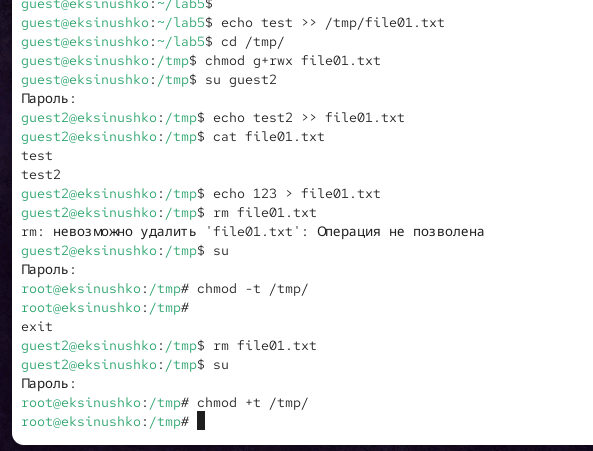 guest@eksinushko:~/lab5$
guest@eksinushko:~/lab5$ echo test >> /tmp/file01.txt
guest@eksinushko:~/lab5$ cd /tmp/
guest@eksinushko:/tmp$ chmod g+rwx file01.txt
guest@eksinushko:/tmp$ su guest2
Пароль:
guest2@eksinushko:/tmp$ echo test2 >> file01.txt
guest2@eksinushko:/tmp$ cat file01.txt
test
test2
guest2@eksinushko:/tmp$ echo 123 > file01.txt
guest2@eksinushko:/tmp$ rm file01.txt
rm: невозможно удалить 'file01.txt': Операция не позволена
guest2@eksinushko:/tmp$ su
Пароль:
root@eksinushko:/tmp# chmod -t /tmp/
root@eksinushko:/tmp#
exit
guest2@eksinushko:/tmp$ rm file01.txt
guest2@eksinushko:/tmp$ su
Пароль:
root@eksinushko:/tmp# chmod +t /tmp/
root@eksinushko:/tmp#